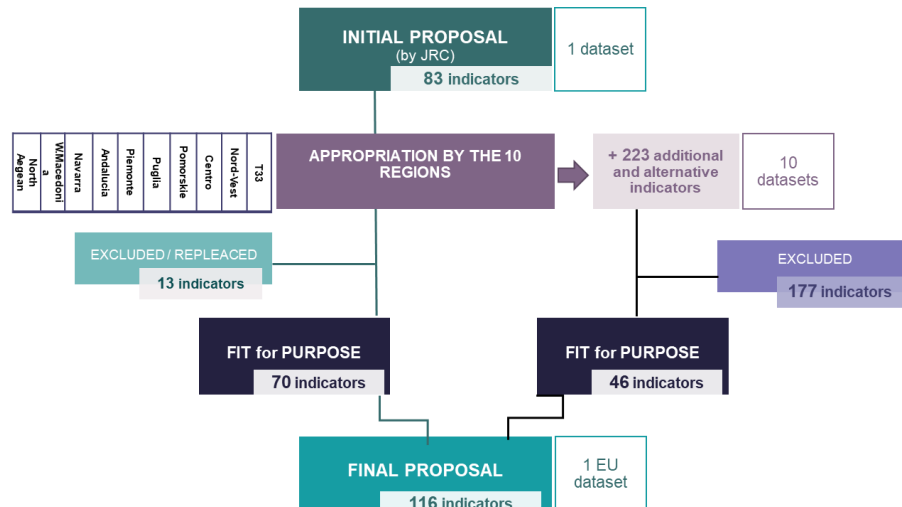 INITIAL PROPOSAL
(by JRC)
83 indicators
1 dataset
North
Aegean
W.Macedoni
a
Navarra
Andalucia
Piemonte
Puglia
Pomorskie
Centro
Nord-Vest
T33
APPROPRIATION BY THE 10
REGIONS
+ 223 additional
and alternative
indicators
10
datasets
EXCLUDED / REPLEACED
13 indicators
EXCLUDED
177 indicators
FIT for PURPOSE
70 indicators
FIT for PURPOSE
46 indicators
FINAL PROPOSAL
116 indicators
1 EU
dataset